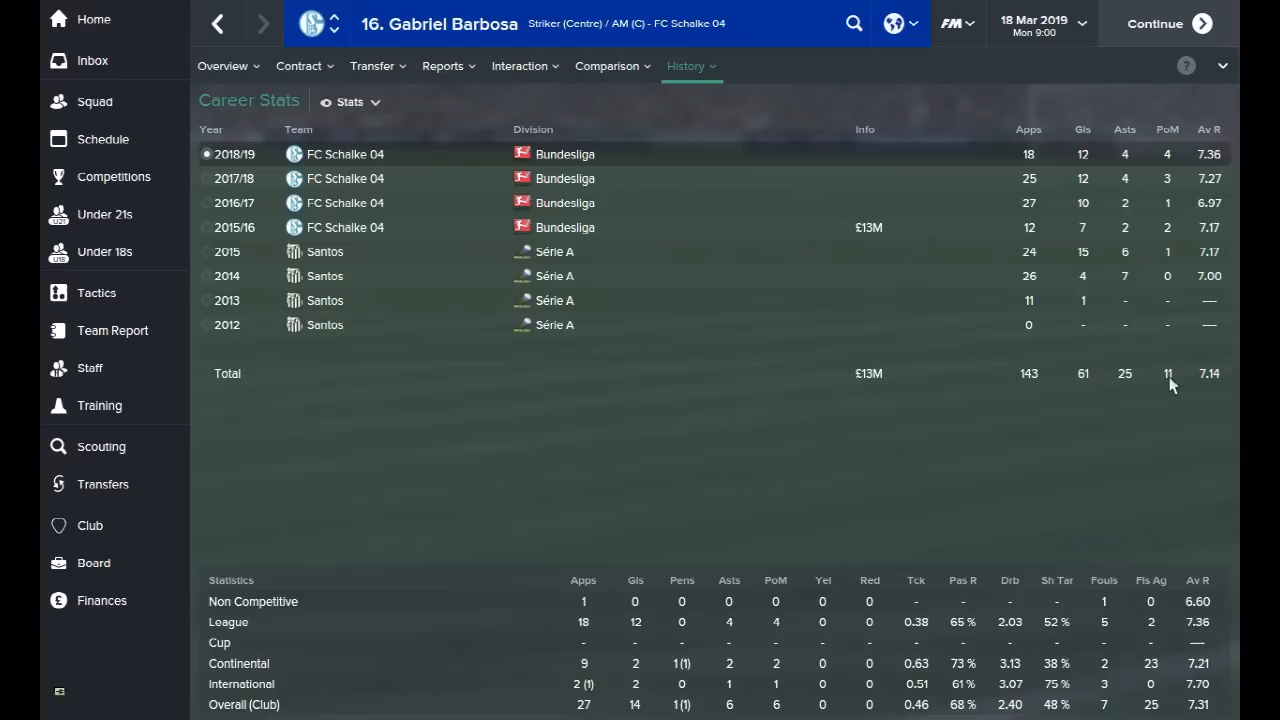 Home
16. Gabriel Barbosa Striker (Centre) / AM (C) - FC Schalke 04
FM 18 Mar 2019 Mon 9:00 Continue
Inbox
Overview Contract Transfer Reports Interaction Comparison History ?
Squad
Career Stats Stats
Schedule
Year Team Division Info Apps Gls Asts PoM Av R
2018/19 FC Schalke 04 Bundesliga 18 12 4 4 7.36
Competitions
2017/18 FC Schalke 04 Bundesliga 25 12 4 3 7.27
2016/17 FC Schalke 04 Bundesliga 27 10 2 1 6.97
Under 21s
U21
2015/16 FC Schalke 04 Bundesliga £13M 12 7 2 2 7.17
Under 18s
U18
2015 Santos Série A 24 15 6 1 7.17
2014 Santos Série A 26 4 7 0 7.00
Tactics
2013 Santos Série A 11 1 - - ----
2012 Santos Série A 0 - - - ----
Team Report
Staff
Total £13M 143 61 25 11 7.14
Training
Scouting
Transfers
Club
Board
Finances
Statistics Apps Gls Pens Asts PoM Yel Red Tck Pas R Drb Sh Tar Fouls Fls Ag Av R
Non Competitive 1 0 0 0 0 0 0 - - - - 1 0 6.60
League 18 12 0 4 4 0 0 0.38 65 % 2.03 52 % 5 2 7.36
Cup - - - - - - - - - - - - - ----
Continental 9 2 1 (1) 2 2 0 0 0.63 73 % 3.13 38 % 2 23 7.21
International 2 (1) 2 0 1 1 0 0 0.51 61 % 3.07 75 % 3 0 7.70
Overall (Club) 27 14 1 (1) 6 6 0 0 0.46 68 % 2.40 48 % 7 25 7.31